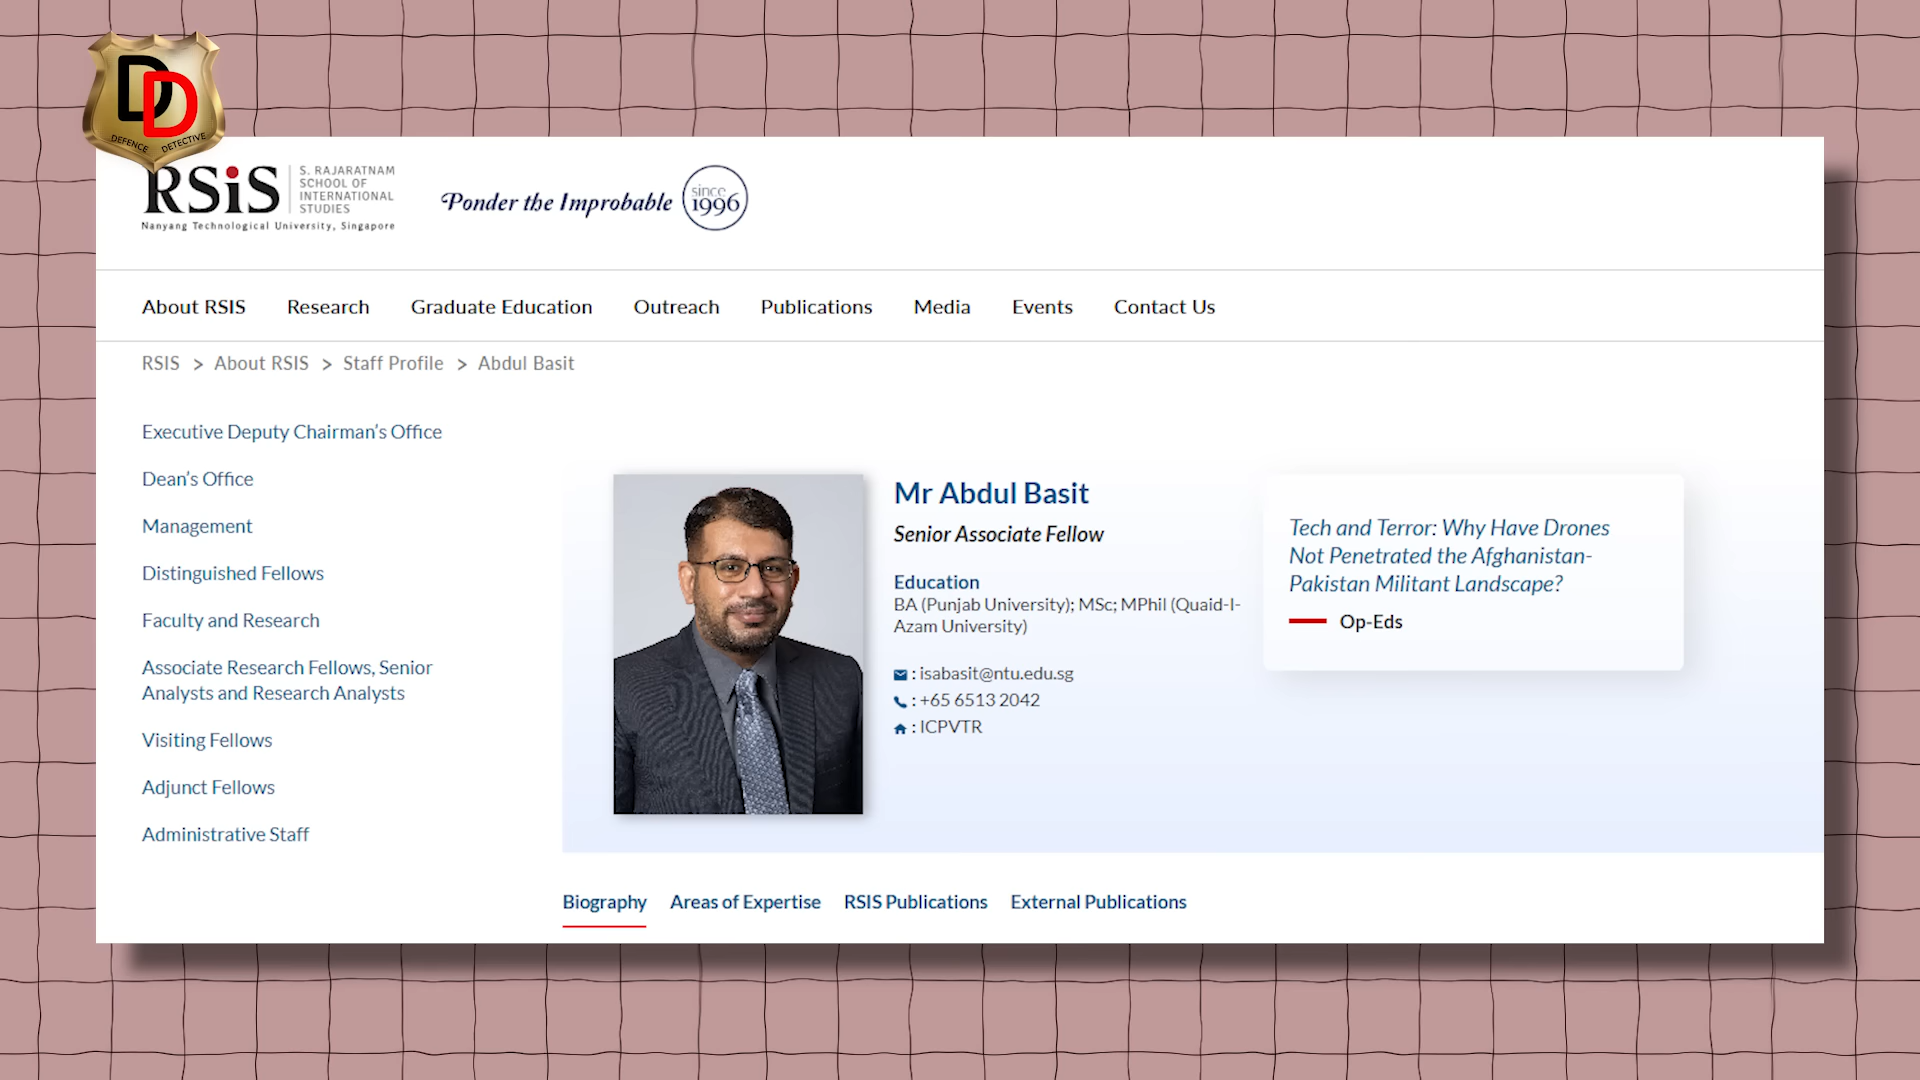 DD
DEFENCE DETECTIVE
RSiS
S. RAJARATNAM
SCHOOL OF
INTERNATIONAL
STUDIES
Nanyang Technological University, Singapore
Ponder the Improbable
since
1996
About RSIS Research Graduate Education Outreach Publications Media Events Contact Us
RSIS > About RSIS > Staff Profile > Abdul Basit
Executive Deputy Chairman's Office
Dean's Office
Management
Distinguished Fellows
Faculty and Research
Associate Research Fellows, Senior
Analysts and Research Analysts
Visiting Fellows
Adjunct Fellows
Administrative Staff
Mr Abdul Basit
Senior Associate Fellow
Education
BA (Punjab University); MSc; MPhil (Quaid-I-
Azam University)
: isabasit@ntu.edu.sg
: +65 6513 2042
: ICPVTR
Tech and Terror: Why Have Drones
Not Penetrated the Afghanistan-
Pakistan Militant Landscape?
Op-Eds
Biography Areas of Expertise RSIS Publications External Publications